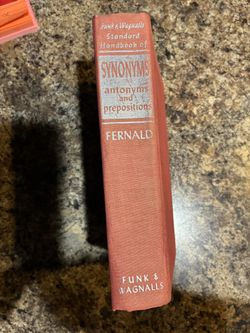 Funk & Wagnalls
Standard
Handbook of
SYNONYMS
antonyms
and
prepositions
FERNALD
FUNK &
WAGNALLS